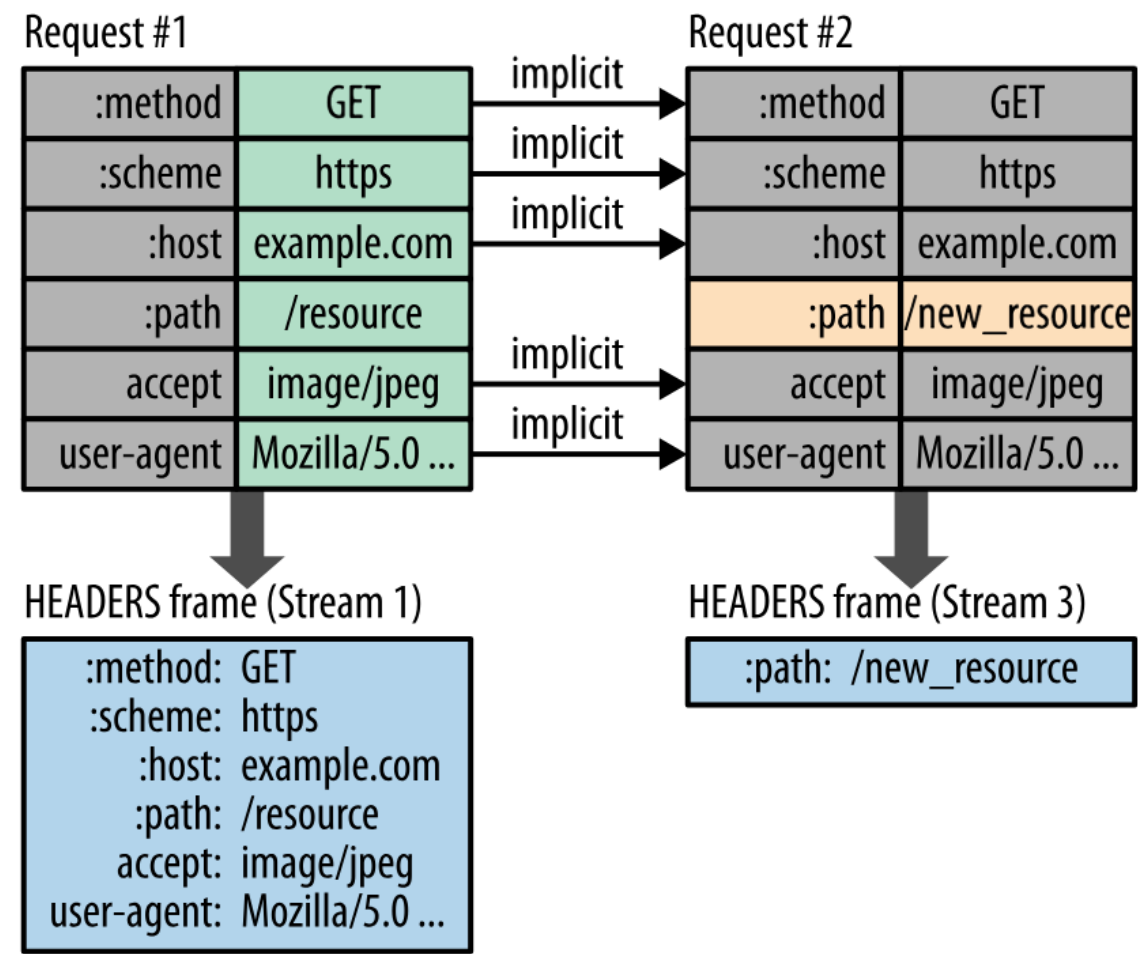 Request #1
:method GET
:scheme https
:host example.com
:path /resource
accept image/jpeg
user-agent Mozilla/5.0 ...
implicit
implicit
implicit
implicit
implicit
Request #2
:method GET
:scheme https
:host example.com
:path /new_resource
accept image/jpeg
user-agent Mozilla/5.0 ...
HEADERS frame (Stream 1)
:method: GET
:scheme: https
:host: example.com
:path: /resource
accept: image/jpeg
user-agent: Mozilla/5.0 ...
HEADERS frame (Stream 3)
:path: /new_resource